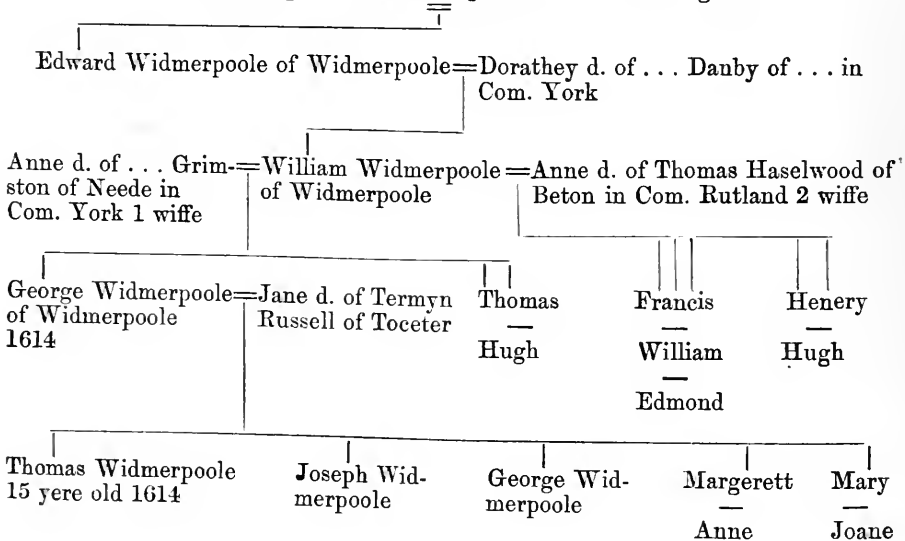 Edward Widmerpoole of Widmerpoole=Dorathey d. of . . . Danby of . . . in
Com. York
Anne d. of . . . Grim-=William Widmerpoole=Anne d. of Thomas Haselwood of
ston of Neede in of Widmerpoole Beton in Com. Rutland 2 wiffe
Com. York 1 wiffe
George Widmerpoole=Jane d. of Termyn Thomas Francis Henery
of Widmerpoole Russell of Toceter
1614 Hugh William Hugh
Edmond
Thomas Widmerpoole Joseph Wid- George Wid- Margerett Mary
15 yere old 1614 merpoole merpoole
Anne Joane